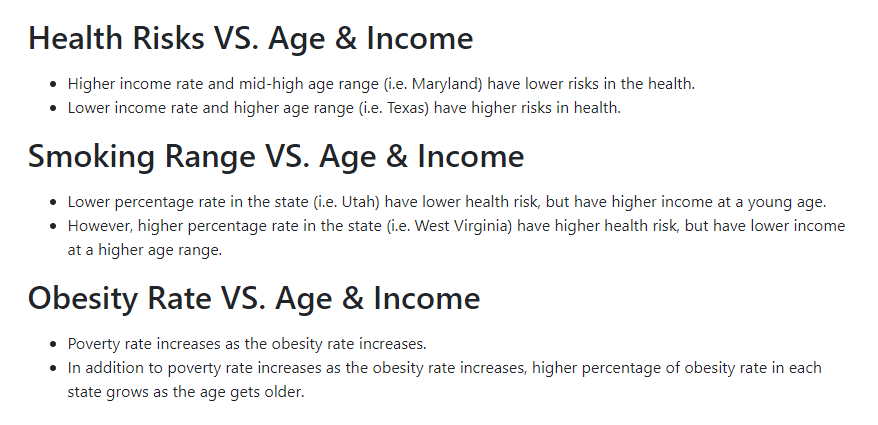 Health Risks VS. Age & Income
• Higher income rate and mid-high age range (i.e. Maryland) have lower risks in the health.
• Lower income rate and higher age range (i.e. Texas) have higher risks in health.
Smoking Range VS. Age & Income
• Lower percentage rate in the state (i.e. Utah) have lower health risk, but have higher income at a young age.
• However, higher percentage rate in the state (i.e. West Virginia) have higher health risk, but have lower income
at a higher age range.
Obesity Rate VS. Age & Income
• Poverty rate increases as the obesity rate increases.
• In addition to poverty rate increases as the obesity rate increases, higher percentage of obesity rate in each
state grows as the age gets older.